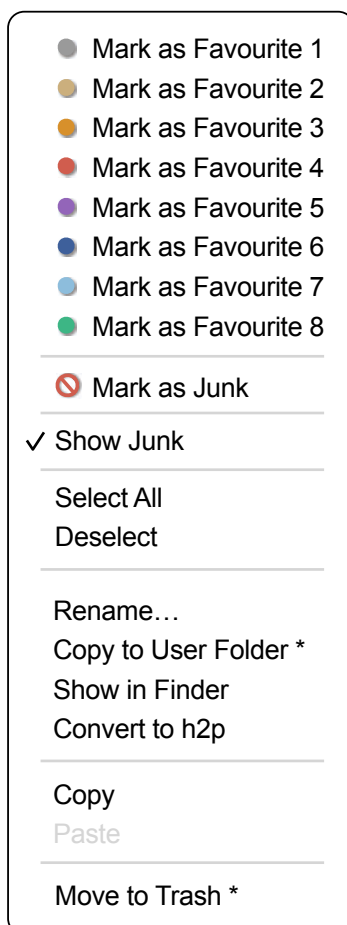 Mark as Favourite 1
Mark as Favourite 2
Mark as Favourite 3
Mark as Favourite 4
Mark as Favourite 5
Mark as Favourite 6
Mark as Favourite 7
Mark as Favourite 8
Mark as Junk
✓ Show Junk
Select All
Deselect
Rename…
Copy to User Folder *
Show in Finder
Convert to h2p
Copy
Paste
Move to Trash *